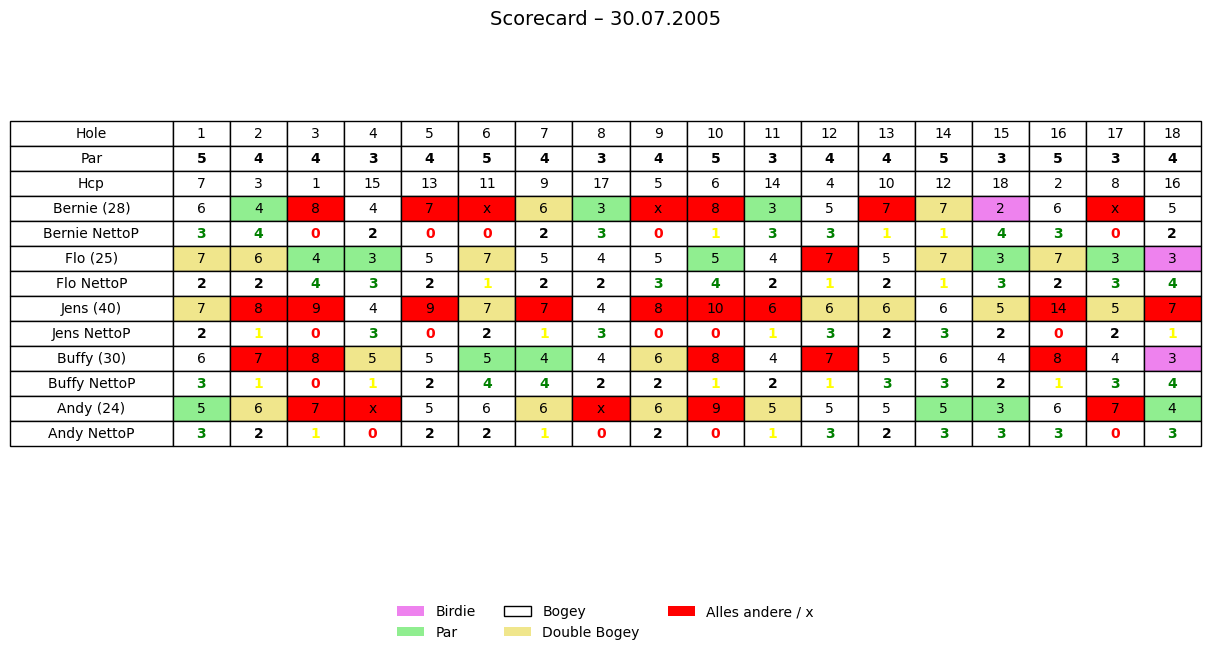 Scorecard – 30.07.2005
Hole 1 2 3 4 5 6 7 8 9 10 11 12 13 14 15 16 17 18
Par 5 4 4 3 4 5 4 3 4 5 3 4 4 5 3 5 3 4
Hcp 7 3 1 15 13 11 9 17 5 6 14 4 10 12 18 2 8 16
Bernie (28) 6 4 8 4 7 x 6 3 x 8 3 5 7 7 2 6 x 5
Bernie NettoP 3 4 0 2 0 0 2 3 0 1 3 3 1 1 4 3 0 2
Flo (25) 7 6 4 3 5 7 5 4 5 5 4 7 5 7 3 7 3 3
Flo NettoP 2 2 4 3 2 1 2 2 3 4 2 1 2 1 3 2 3 4
Jens (40) 7 8 9 4 9 7 7 4 8 10 6 6 6 6 5 14 5 7
Jens NettoP 2 1 0 3 0 2 1 3 0 0 1 3 2 3 2 0 2 1
Buffy (30) 6 7 8 5 5 5 4 4 6 8 4 7 5 6 4 8 4 3
Buffy NettoP 3 1 0 1 2 4 4 2 2 1 2 1 3 3 2 1 3 4
Andy (24) 5 6 7 x 5 6 6 x 6 9 5 5 5 5 3 6 7 4
Andy NettoP 3 2 1 0 2 2 1 0 2 0 1 3 2 3 3 3 0 3
Birdie Bogey Alles andere / x
Par Double Bogey